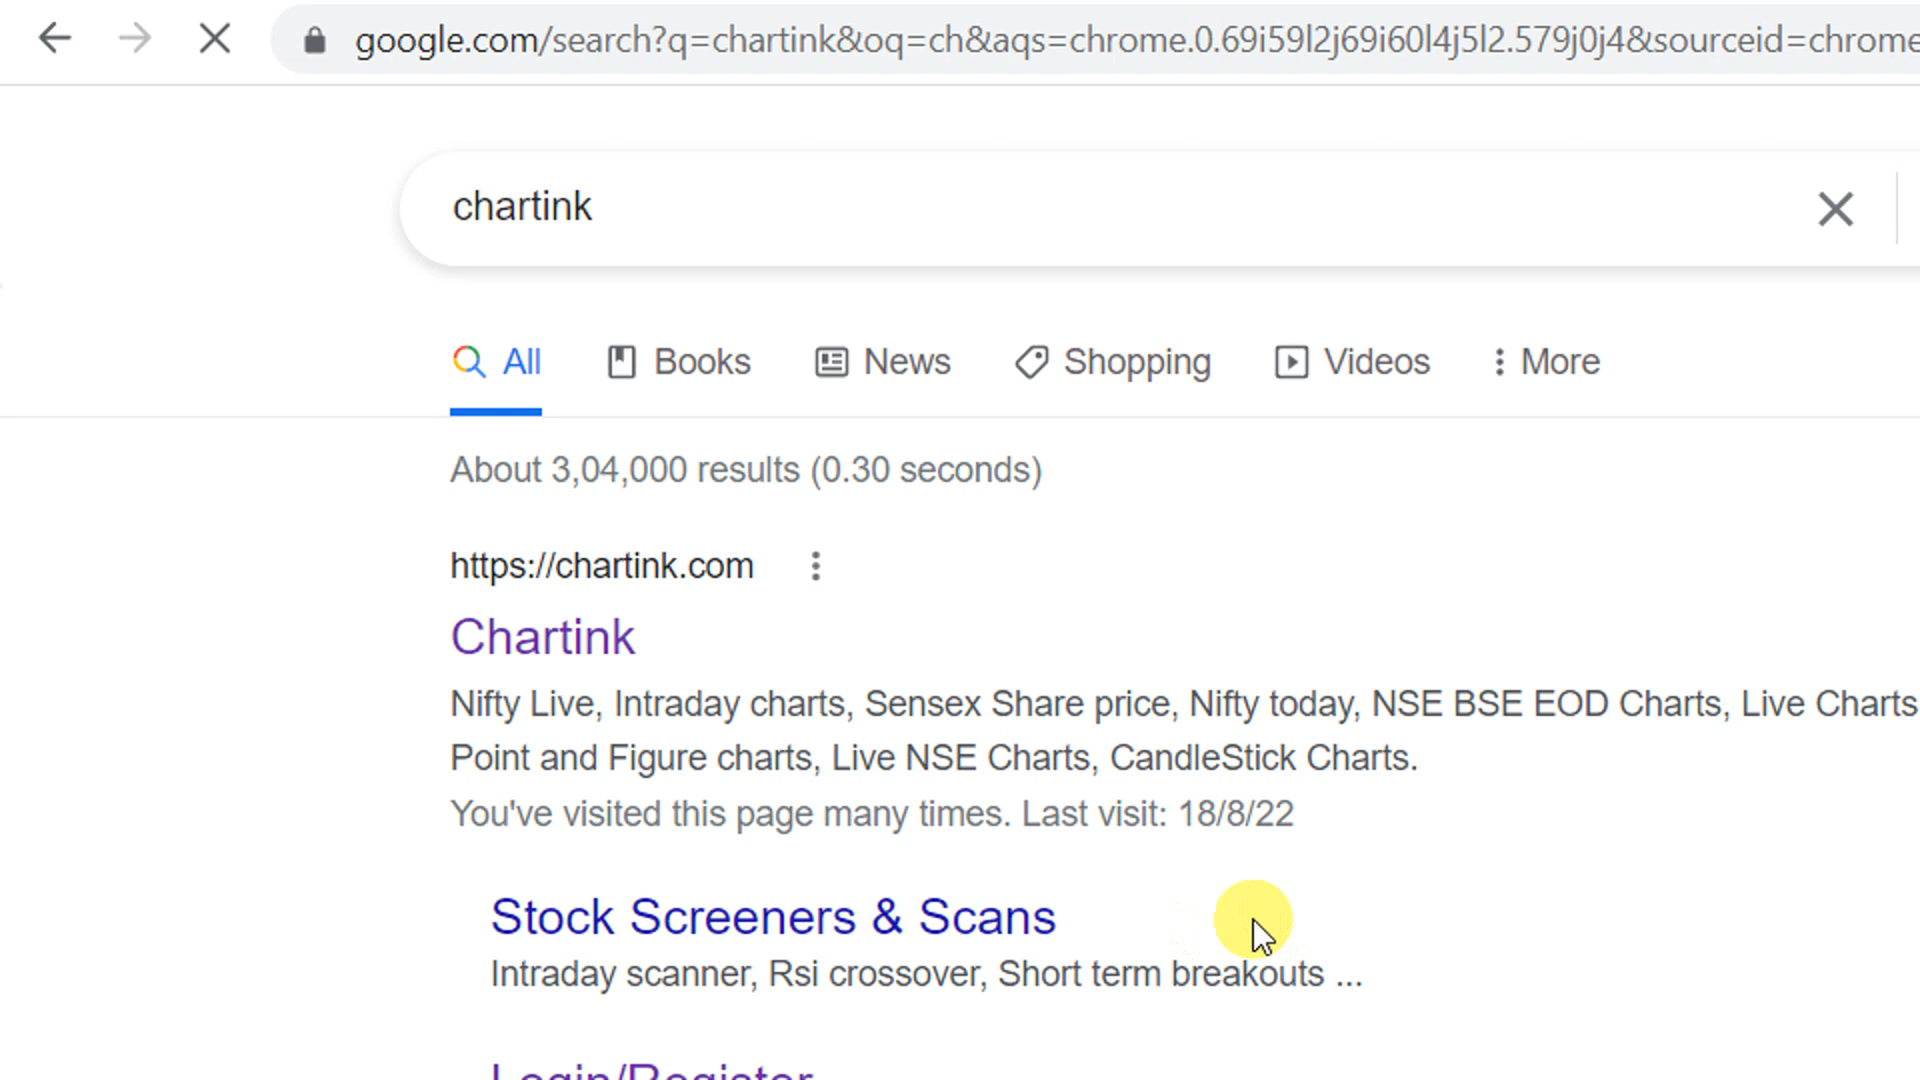 google.com/search?q=chartink&oq=ch&aqs=chrome.0.69i59l2j69i60l4j5l2.579j0j4&sourceid=chrome
chartink
All Books News Shopping Videos More
About 3,04,000 results (0.30 seconds)
https://chartink.com
Chartink
Nifty Live, Intraday charts, Sensex Share price, Nifty today, NSE BSE EOD Charts, Live Charts
Point and Figure charts, Live NSE Charts, CandleStick Charts.
You've visited this page many times. Last visit: 18/8/22
Stock Screeners & Scans
Intraday scanner, Rsi crossover, Short term breakouts ...
Login/Register